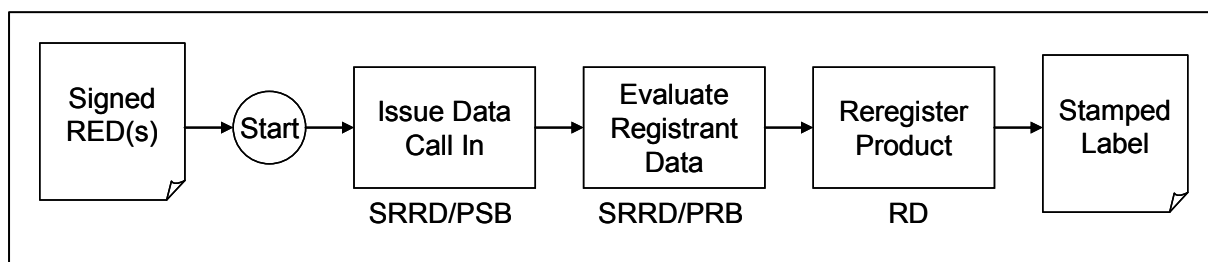 Signed
RED(s)
Start
Issue Data
Call In
SRRD/PSB
Evaluate
Registrant
Data
SRRD/PRB
Reregister
Product
RD
Stamped
Label